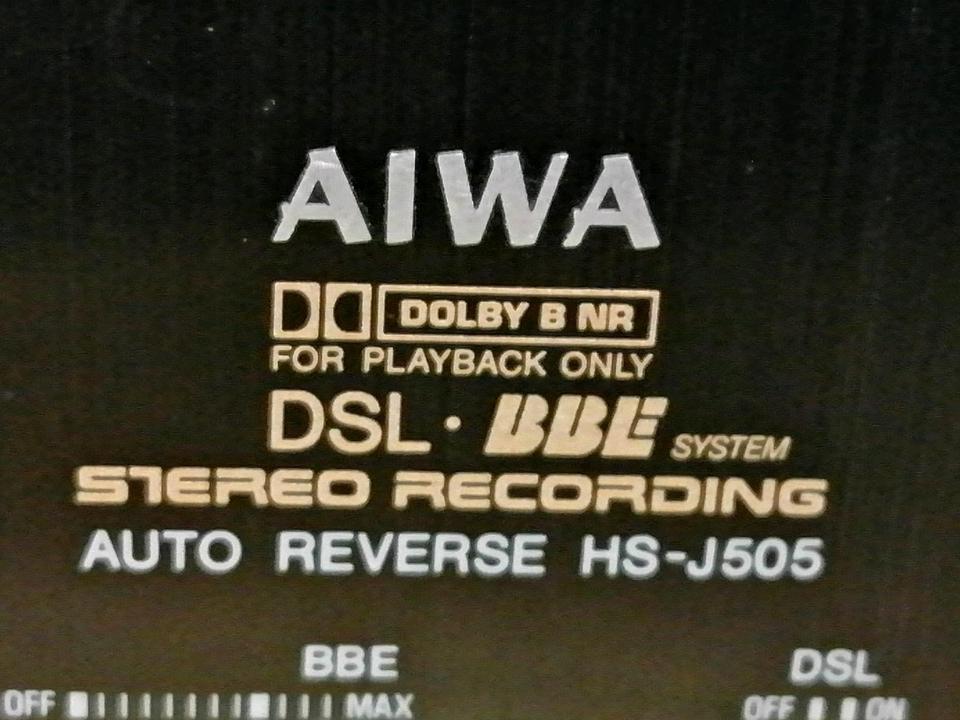 AIWA
DOLBY B NR
FOR PLAYBACK ONLY
DSL · BBE SYSTEM
STEREO RECORDING
AUTO REVERSE HS-J505
BBE DSL
OFF MAX OFF ON